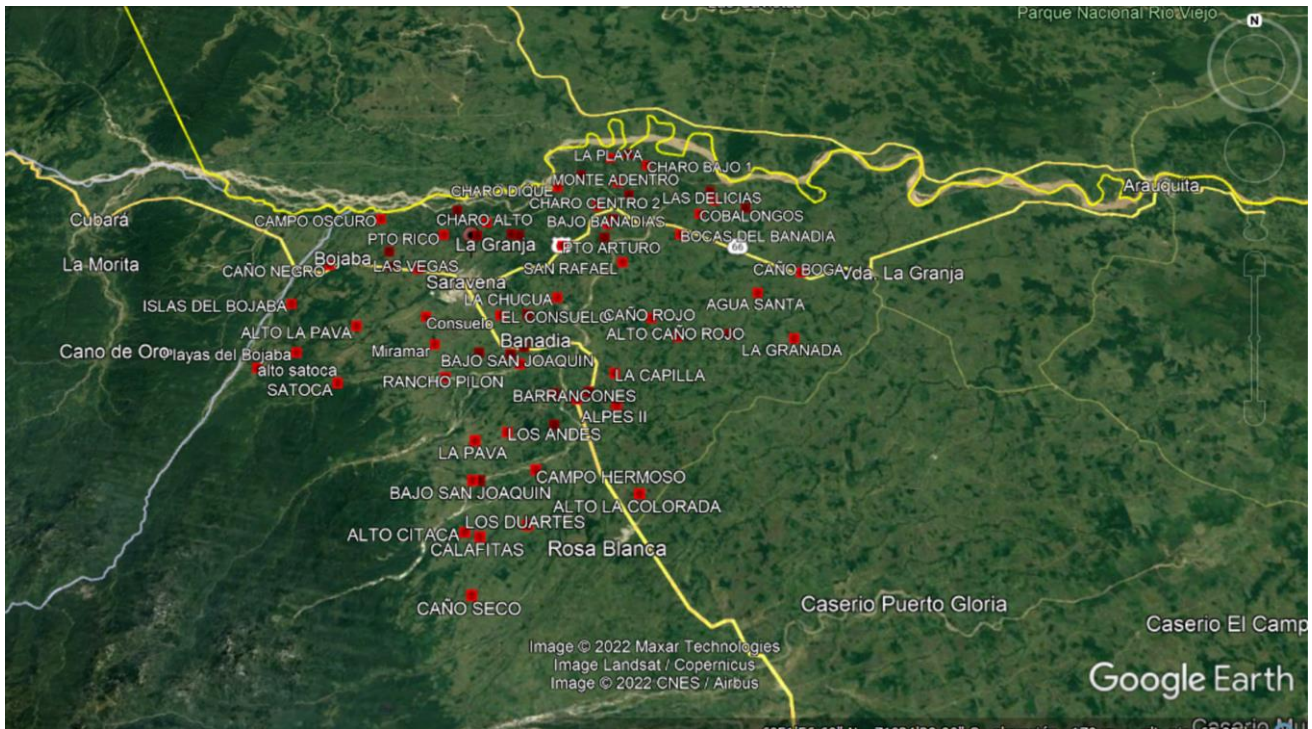 Parque Nacional Rio Viejo
N
LA PLAYA
CHARO BAJO 1
MONTE ADENTRO
CHARO DIQUE
Arauquita
LAS DELICIAS
CHARO CENTRO 2
Cubará
CAMPO OSCURO
CHARO ALTO
BAJO BANADIAS
COBALONGOS
PTO RICO
La Granja
BOCAS DEL BANADIA
PTO ARTURO
66
La Morita
Bojaba
CAÑO NEGRO
LAS VEGAS
SAN RAFAEL
CAÑO BOGA
Vda. La Granja
Saravena
LA CHUCUA
ISLAS DEL BOJABA
AGUA SANTA
EL CONSUELO
CAÑO ROJO
Consuelo
ALTO LA PAVA
ALTO CAÑO ROJO
Banadia
Cano de Oro
Playas del Bojaba
Miramar
LA GRANADA
BAJO SAN JOAQUIN
alto satoca
LA CAPILLA
RANCHO PILON
SATOCA
BARRANCONES
ALPES II
LOS ANDES
LA PAVA
CAMPO HERMOSO
BAJO SAN JOAQUIN
ALTO LA COLORADA
LOS DUARTES
ALTO CITACA
CALAFITAS
Rosa Blanca
CAÑO SECO
Caserio Puerto Gloria
Caserio El Camp
Image © 2022 Maxar Technologies
Image Landsat / Copernicus
Image © 2022 CNES / Airbus
Google Earth